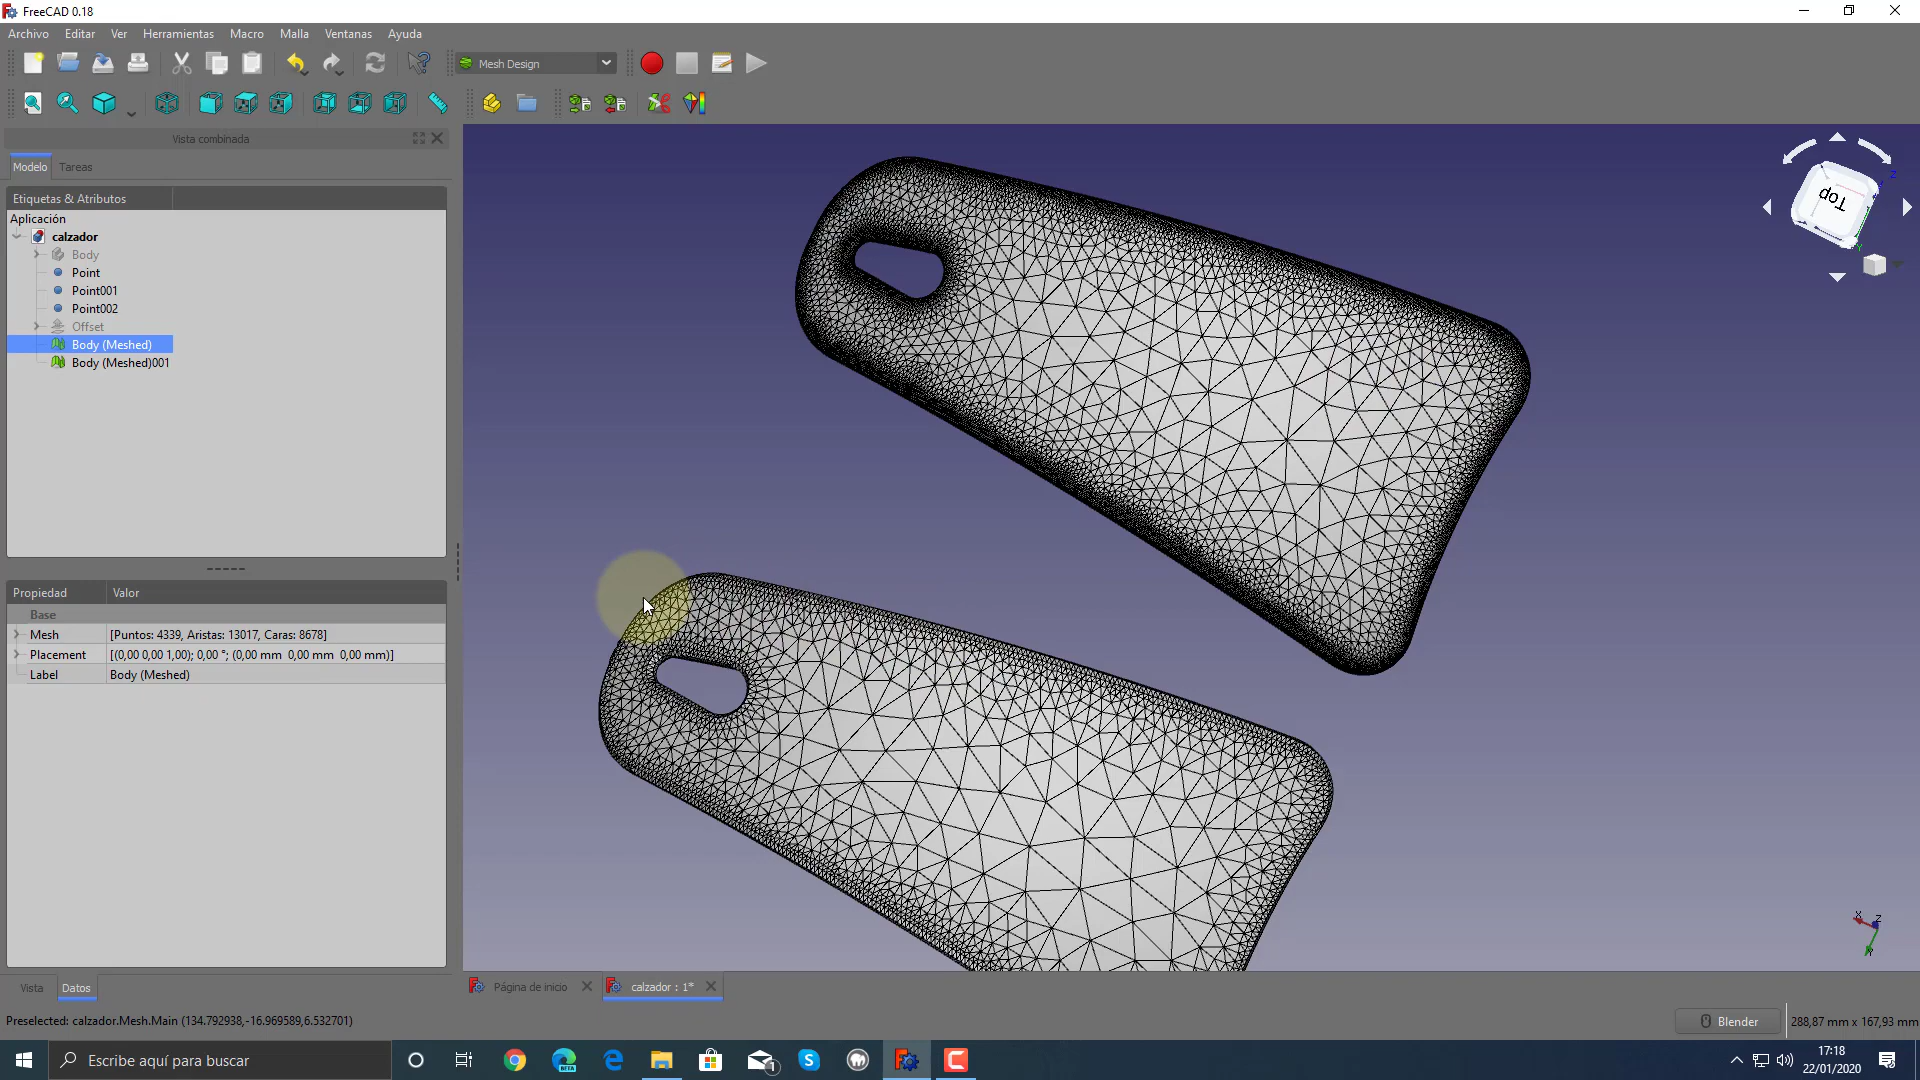 FreeCAD 0.18
Archivo Editar Ver Herramientas Macro Malla Ventanas Ayuda
Mesh Design
Vista combinada
Modelo Tareas
Etiquetas & Atributos
Aplicación
calzador
Body
Point
Point001
Point002
Offset
Body (Meshed)
Body (Meshed)001
Top
Z
Y
Propiedad Valor
Base
Mesh [Puntos: 4339, Aristas: 13017, Caras: 8678]
Placement [(0,00 0,00 1,00); 0,00 °; (0,00 mm 0,00 mm 0,00 mm)]
Label Body (Meshed)
X Z
Vista Datos
Página de inicio calzador : 1*
Preselected: calzador.Mesh.Main (134.792938,-16.969589,6.532701)
Blender 288,87 mm x 167,93 mm
Escribe aquí para buscar
BETA
1
17:18
22/01/2020